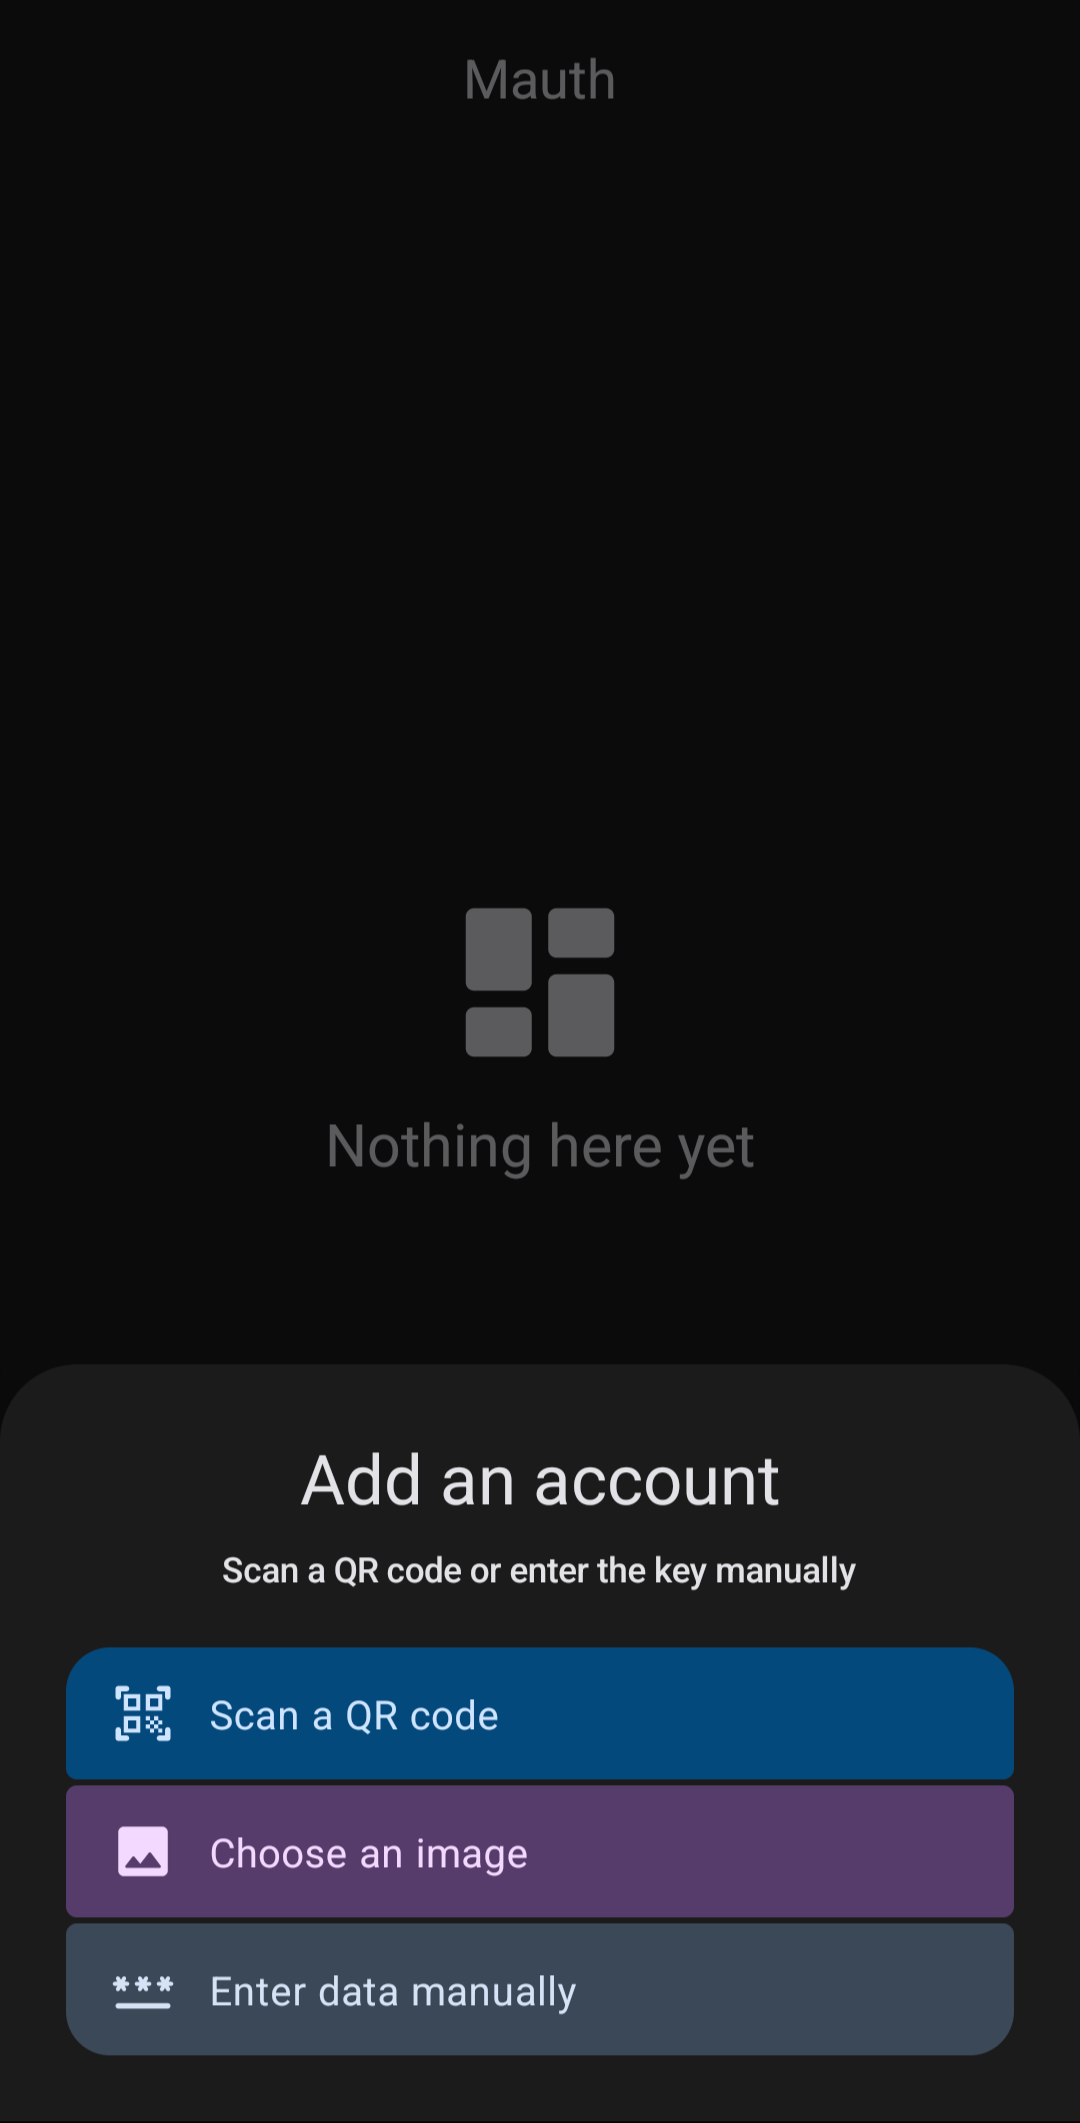 Mauth
Nothing here yet
Add an account
Scan a QR code or enter the key manually
Scan a QR code
Choose an image
Enter data manually